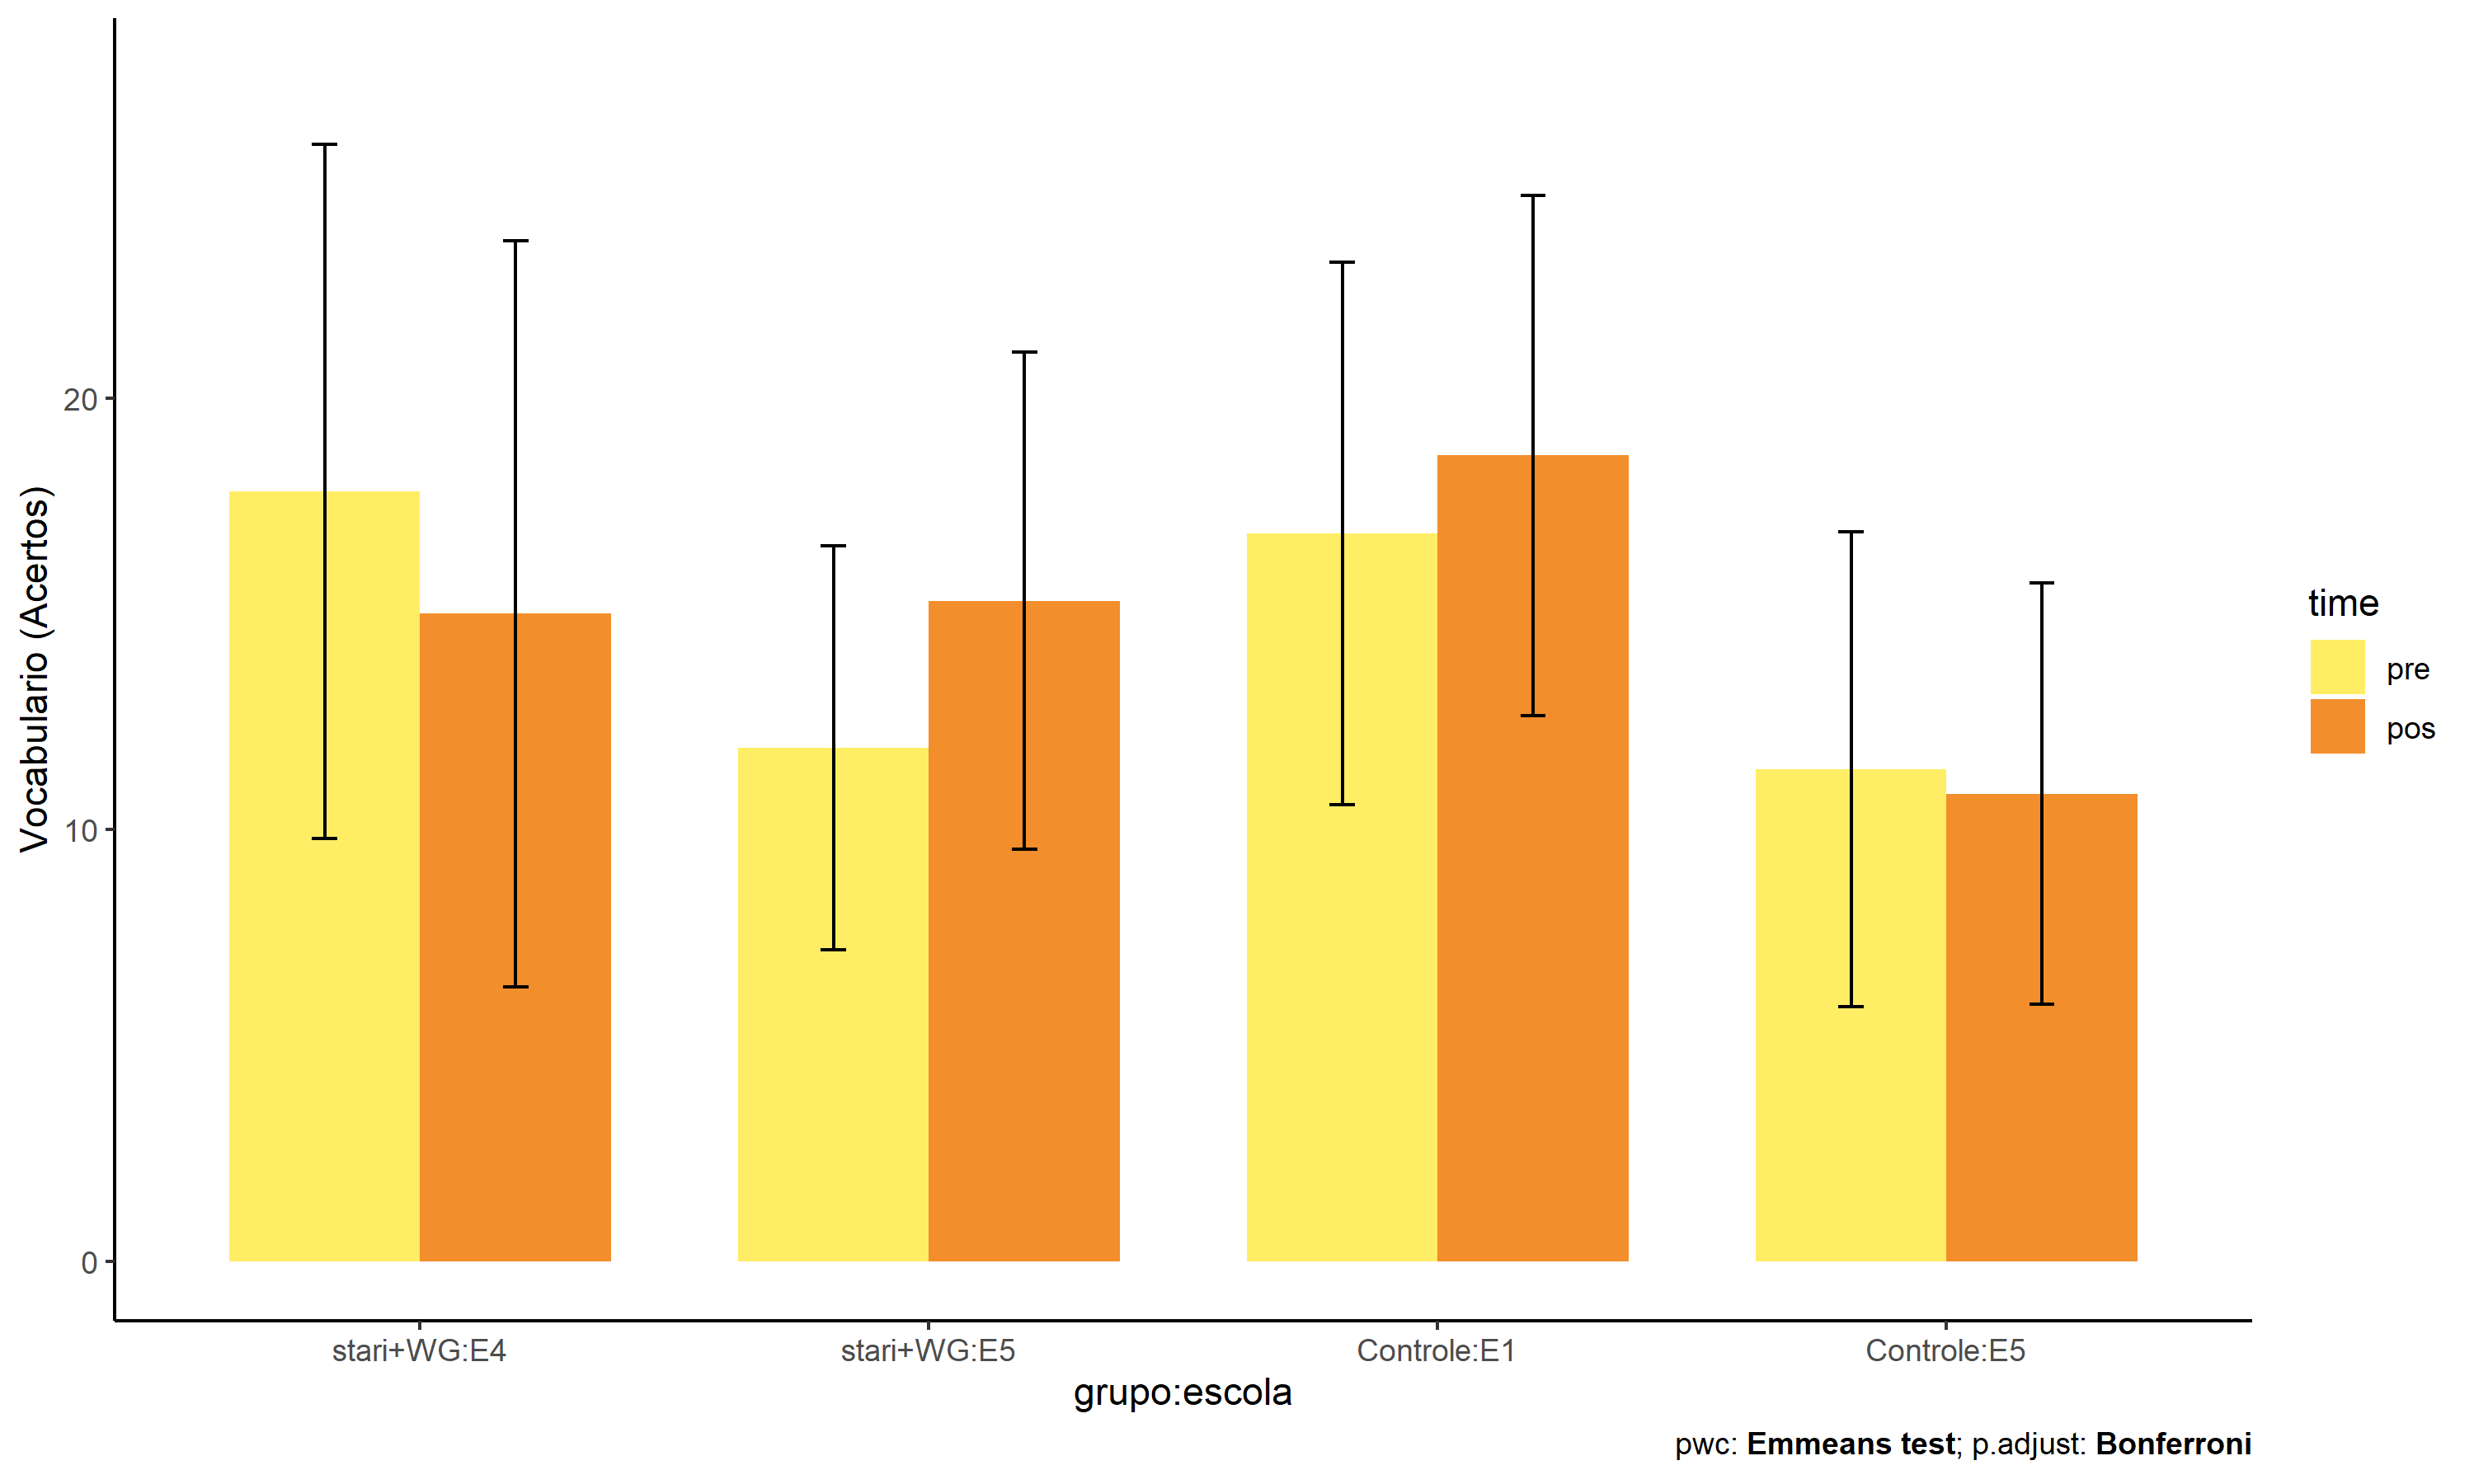 Vocabulario (Acertos)
20
10
0
stari+WG:E4
stari+WG:E5
Controle:E1
Controle:E5
grupo:escola
time
pre
pos
pwc: Emmeans test; p.adjust: Bonferroni